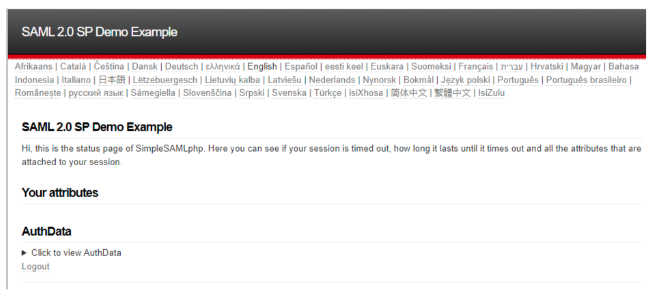 SAML 2.0 SP Demo Example
Afrikaans | Català | Čeština | Dansk | Deutsch | ελληνικά | English | Español | eesti keel | Euskara | Suomeksi | Français | עברית | Hrvatski | Magyar | Bahasa
Indonesia | Italiano | 日本語 | Lëtzebuergesch | Lietuvių kalba | Latviešu | Nederlands | Nynorsk | Bokmål | Język polski | Português | Português brasileiro |
Românește | русский язык | Sámegiella | Slovenščina | Srpski | Svenska | Türkçe | isiXhosa | 简体中文 | 繁體中文 | IsiZulu
SAML 2.0 SP Demo Example
Hi, this is the status page of SimpleSAMLphp. Here you can see if your session is timed out, how long it lasts until it times out and all the attributes that are
attached to your session.
Your attributes
AuthData
Click to view AuthData
Logout